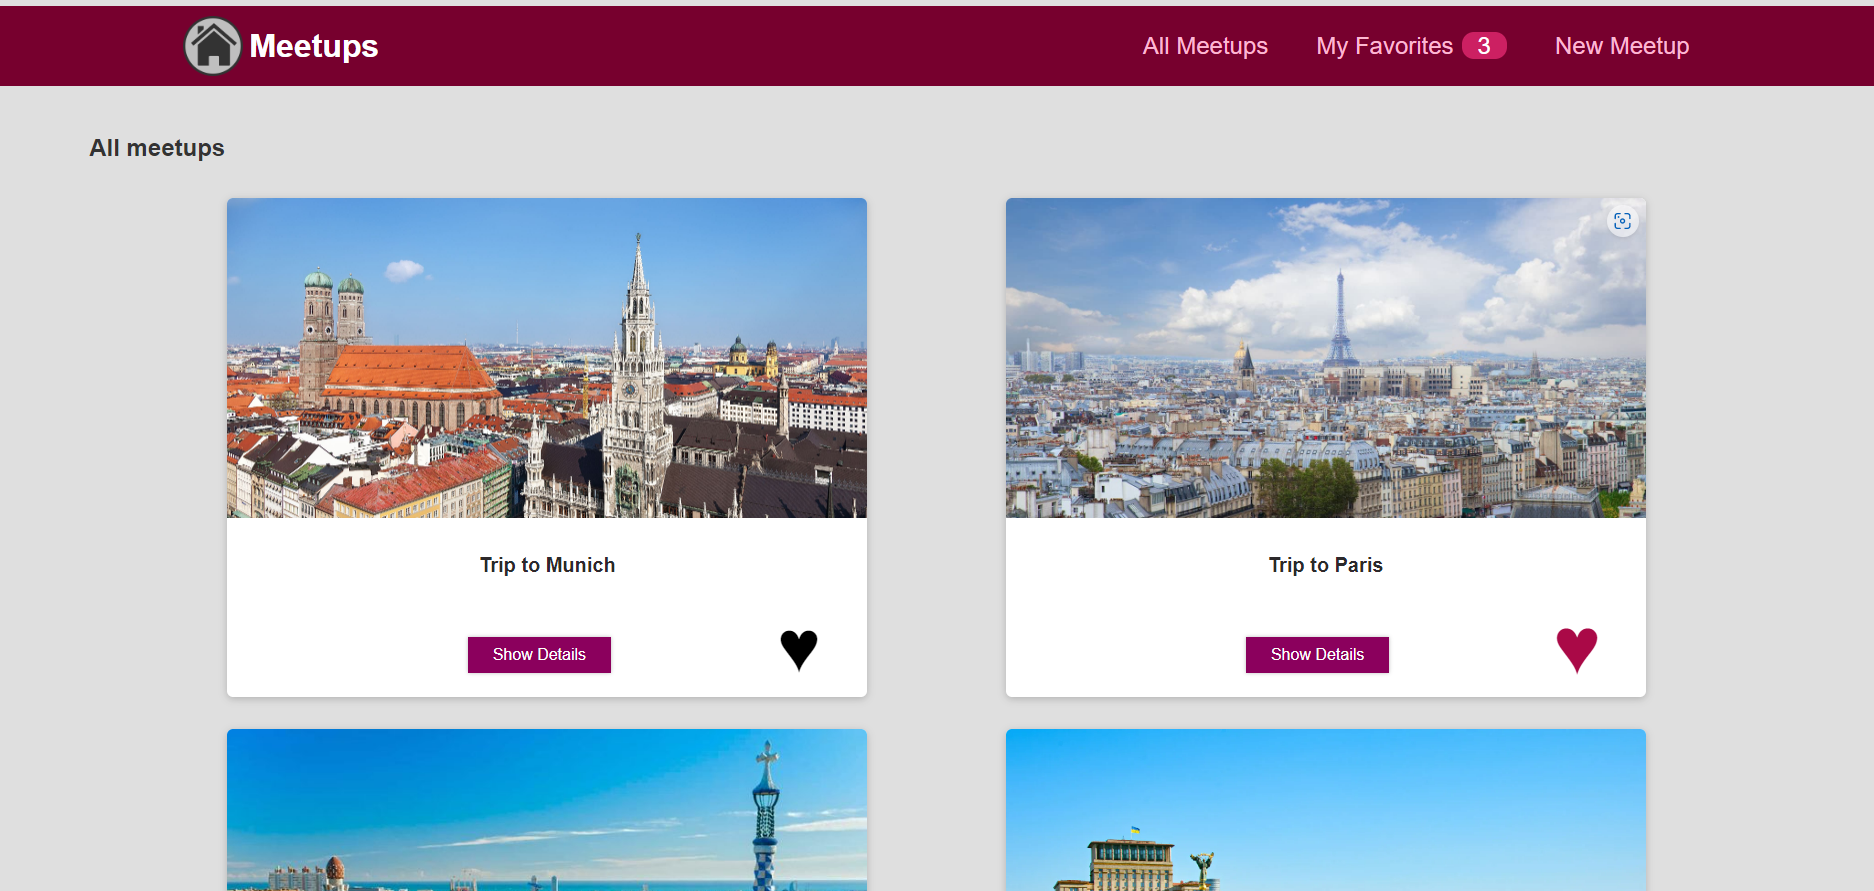 Meetups
All Meetups My Favorites 3 New Meetup
All meetups
Trip to Munich
Show Details
Trip to Paris
Show Details